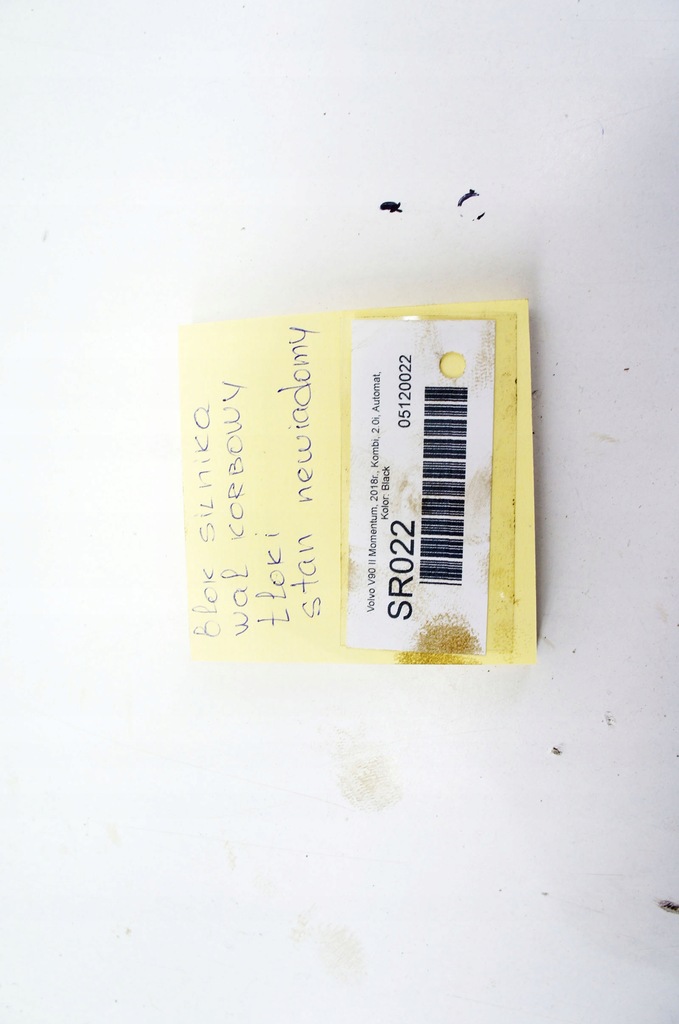 Blok silnika
wał KORBOWY
tłoki
stan newiadomy
Volvo V90 II Momentum, 2018r., Kombi, 2.0i, Automat,
Kolor: Black
SR022
05120022